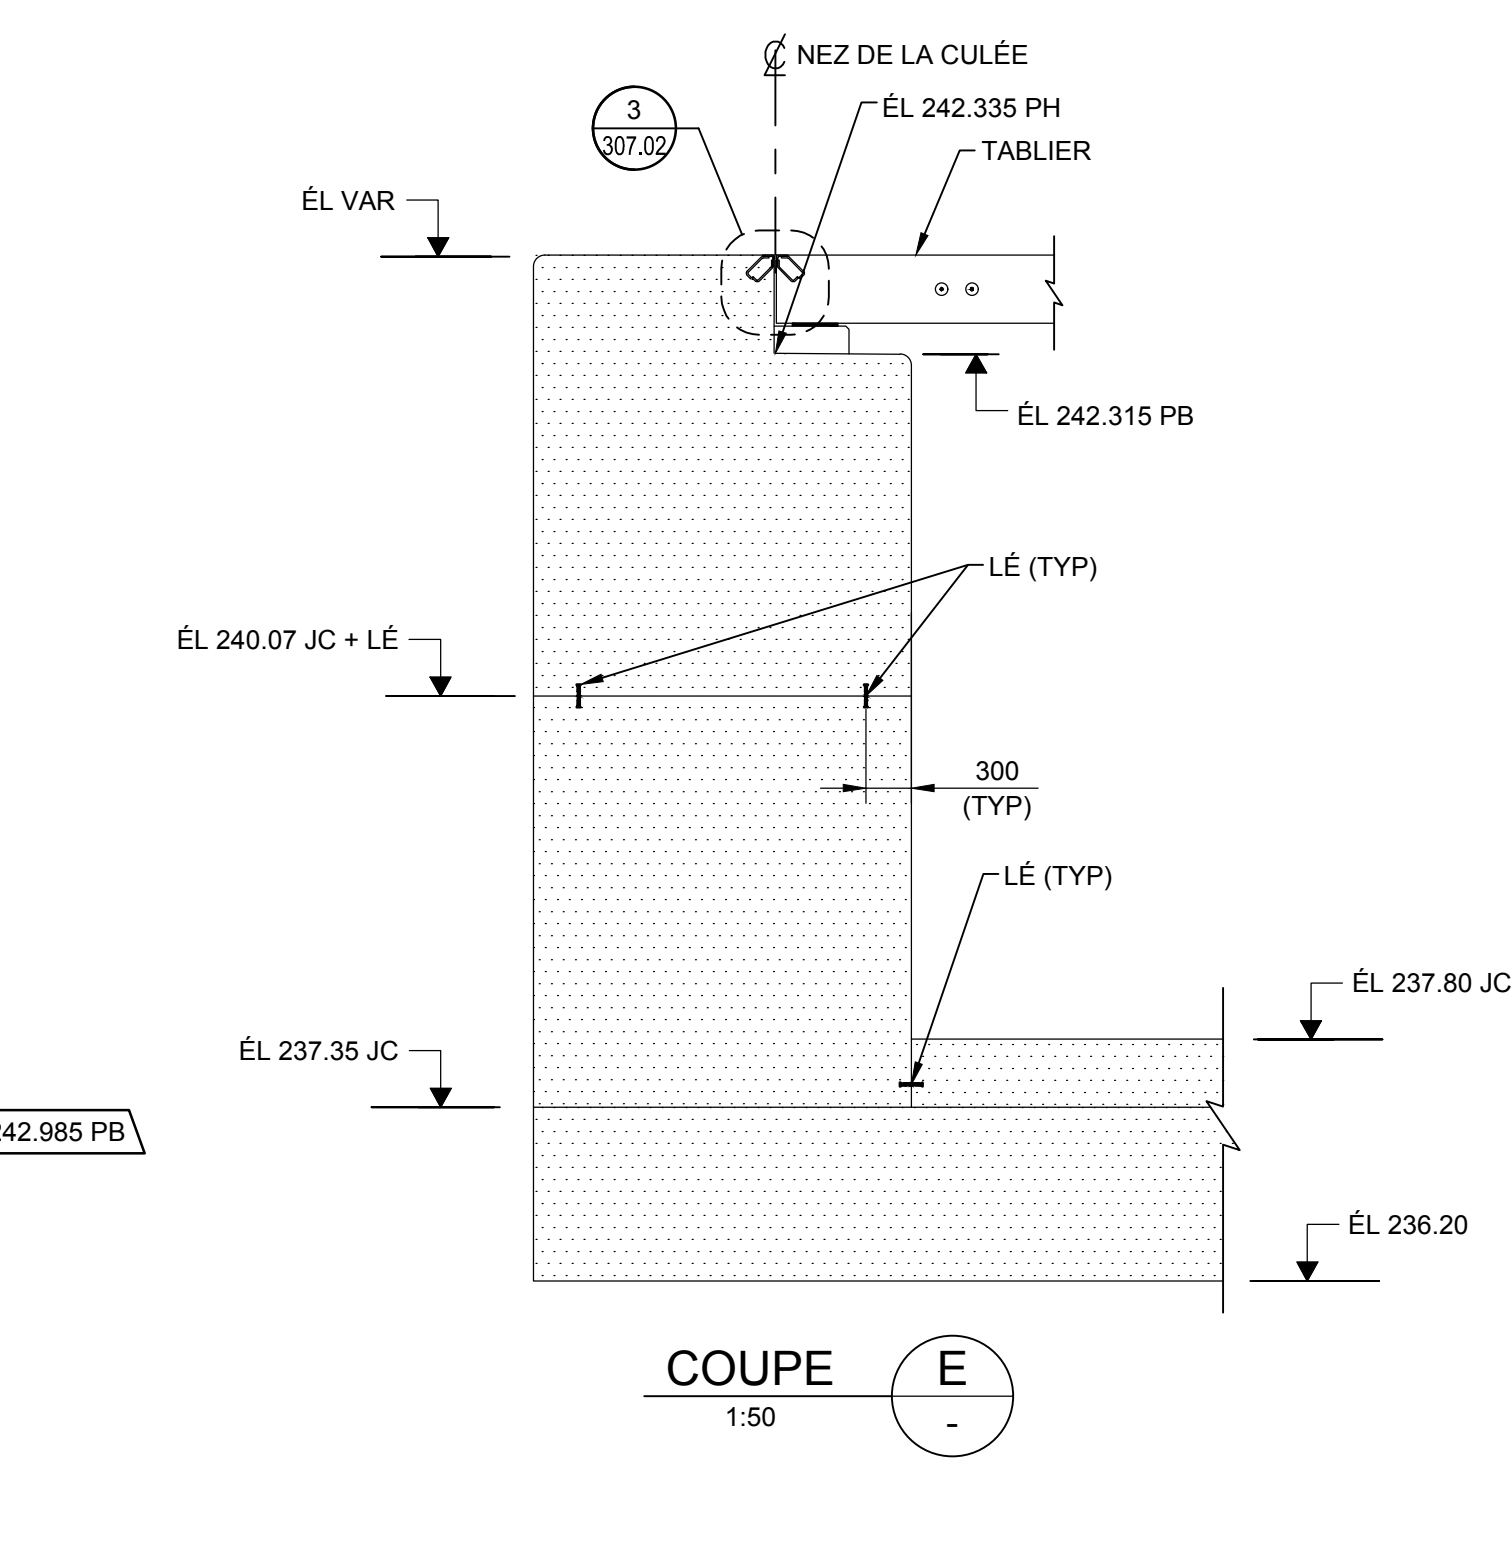 NEZ DE LA CULÉE
3
307.02
ÉL 242.335 PH
TABLIER
ÉL VAR
ÉL 242.315 PB
LÉ (TYP)
ÉL 240.07 JC + LÉ
300
(TYP)
LÉ (TYP)
ÉL 237.80 JC
ÉL 237.35 JC
42.985 PB
ÉL 236.20
COUPE
E
1:50
-